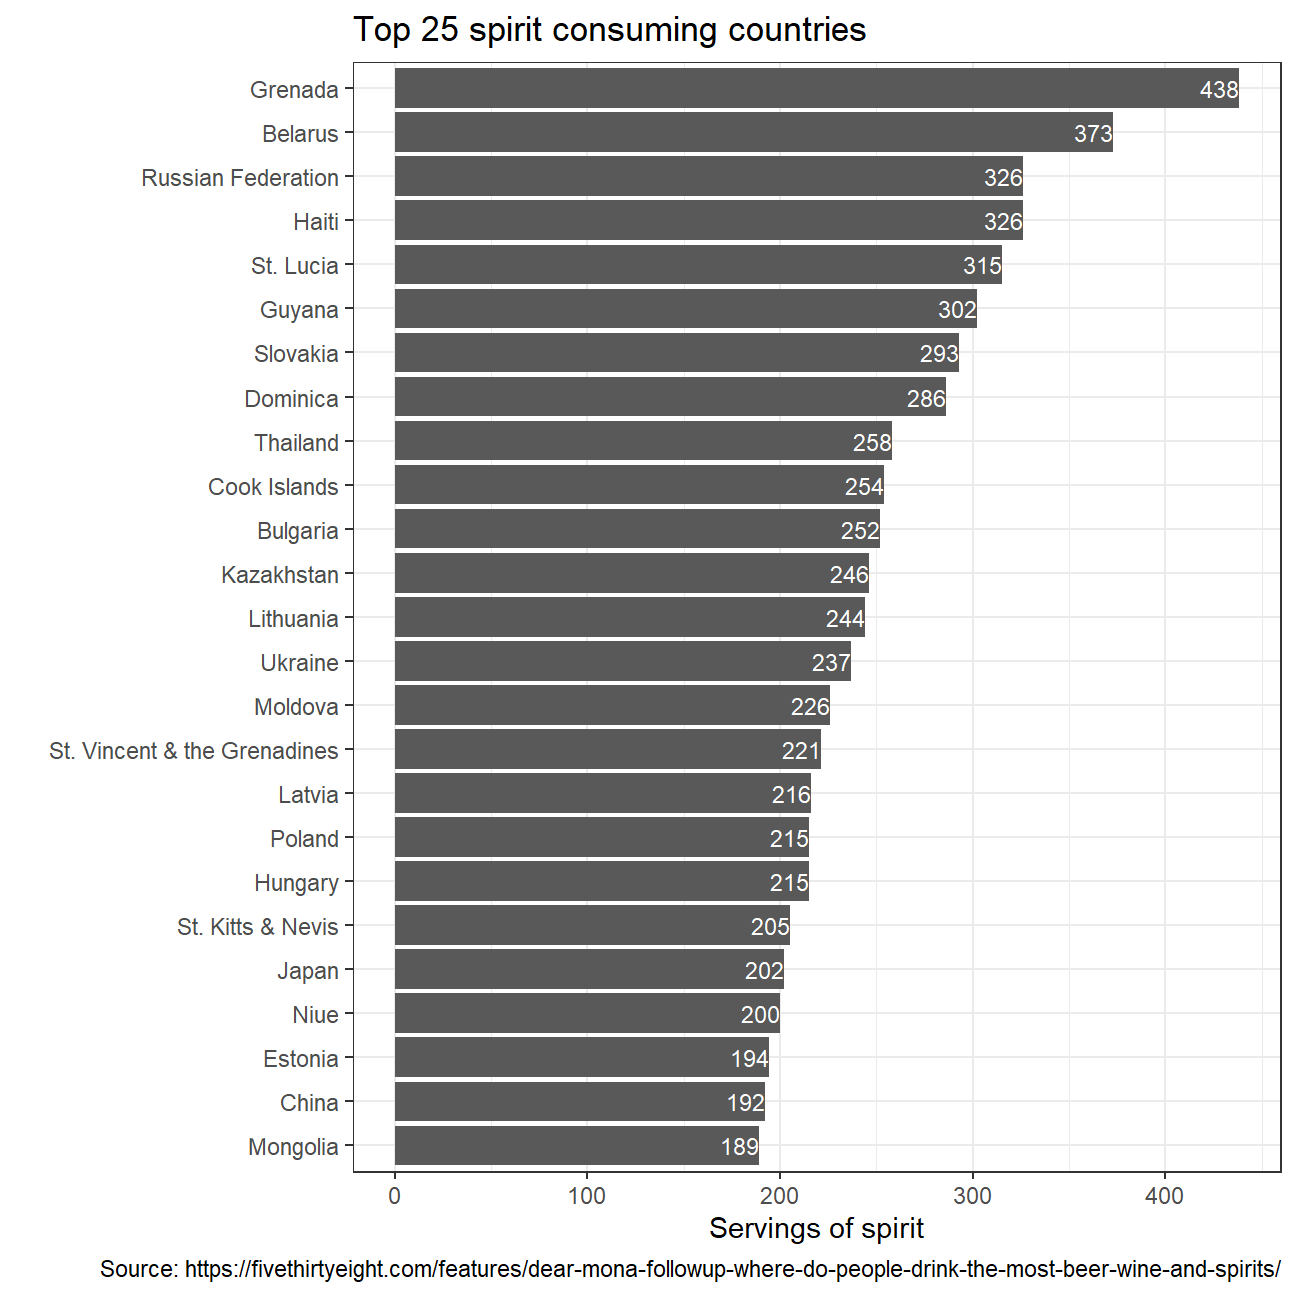 Top 25 spirit consuming countries
Grenada 438
Belarus 373
Russian Federation 326
Haiti 326
St. Lucia 315
Guyana 302
Slovakia 293
Dominica 286
Thailand 258
Cook Islands 254
Bulgaria 252
Kazakhstan 246
Lithuania 244
Ukraine 237
Moldova 226
St. Vincent & the Grenadines 221
Latvia 216
Poland 215
Hungary 215
St. Kitts & Nevis 205
Japan 202
Niue 200
Estonia 194
China 192
Mongolia 189
0 100 200 300 400
Servings of spirit
Source: https://fivethirtyeight.com/features/dear-mona-followup-where-do-people-drink-the-most-beer-wine-and-spirits/